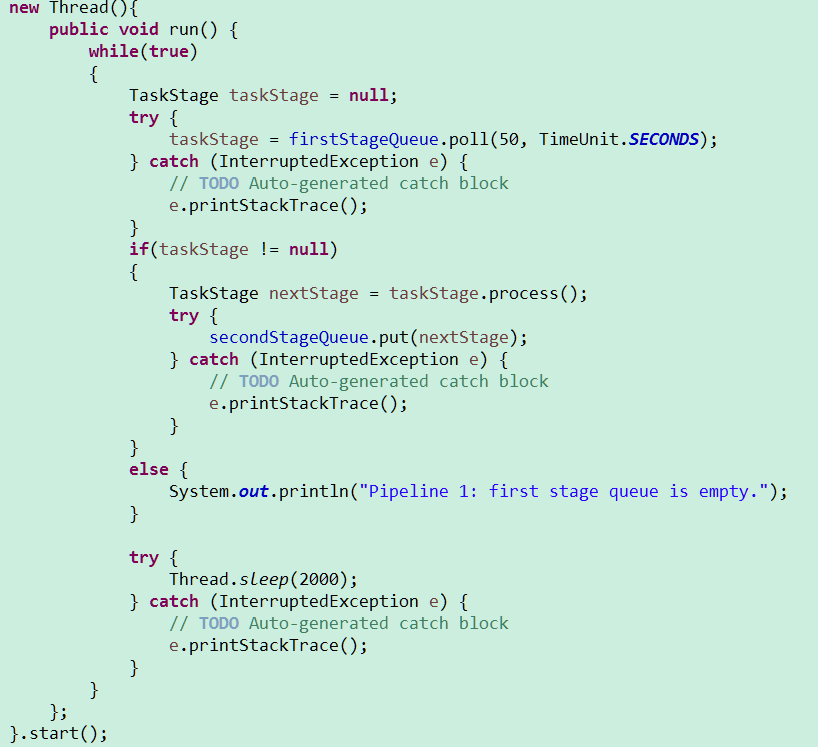 new Thread(){
    public void run() {
        while(true)
        {
            TaskStage taskStage = null;
            try {
                taskStage = firstStageQueue.poll(50, TimeUnit.SECONDS);
            } catch (InterruptedException e) {
                // TODO Auto-generated catch block
                e.printStackTrace();
            }
            if(taskStage != null)
            {
                TaskStage nextStage = taskStage.process();
                try {
                    secondStageQueue.put(nextStage);
                } catch (InterruptedException e) {
                    // TODO Auto-generated catch block
                    e.printStackTrace();
                }
            }
            else {
                System.out.println("Pipeline 1: first stage queue is empty.");
            }

            try {
                Thread.sleep(2000);
            } catch (InterruptedException e) {
                // TODO Auto-generated catch block
                e.printStackTrace();
            }
        }
    };
}.start();